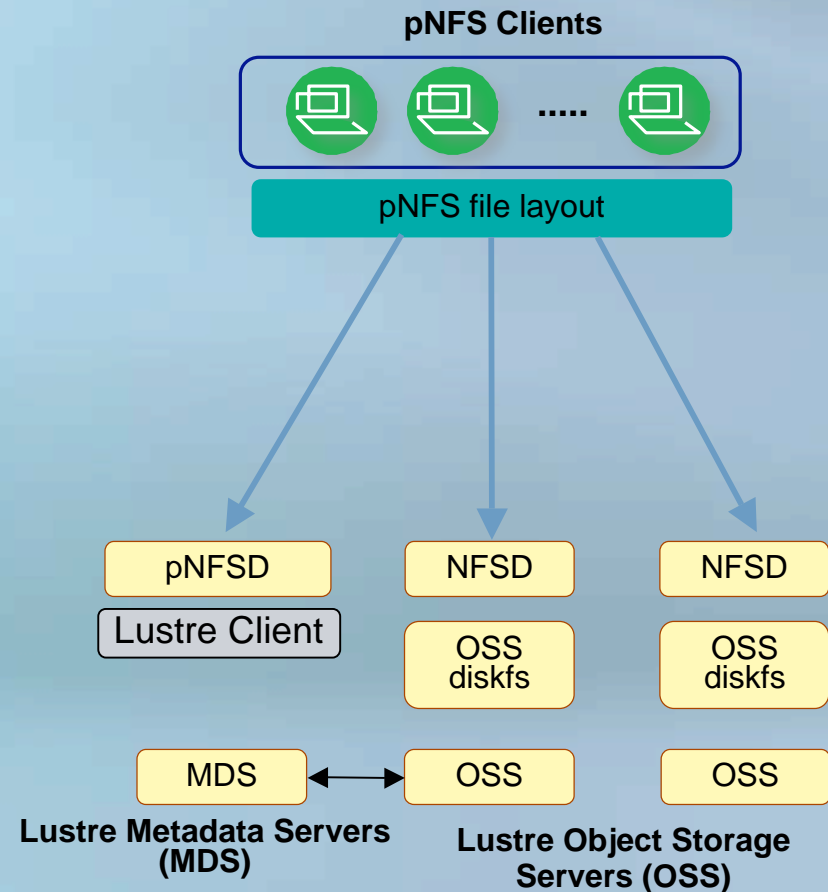 pNFS Clients
.....
pNFS file layout
pNFSD
NFSD
NFSD
Lustre Client
OSS
diskfs
OSS
diskfs
MDS
OSS
OSS
Lustre Metadata Servers
(MDS)
Lustre Object Storage
Servers (OSS)